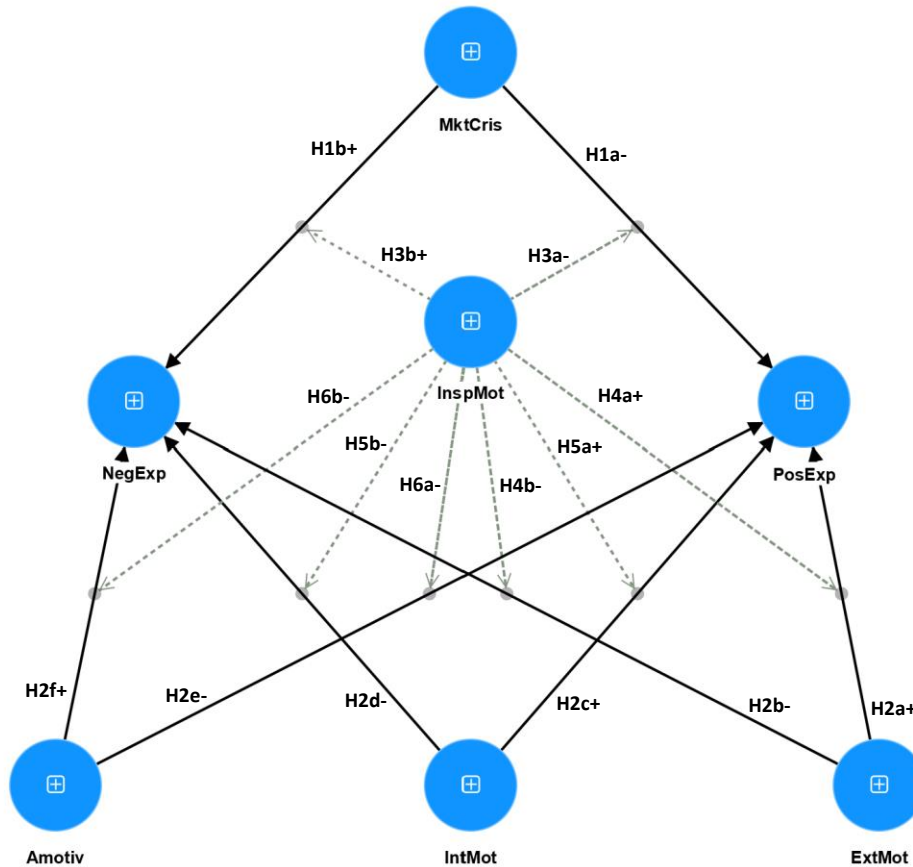 MktCris
H1b+
H1a-
H3b+
H3a-
InspMot
H6b-
H4a+
H5b-
H5a+
NegExp
H6a-
H4b-
PosExp
H2f+
H2e-
H2d-
H2c+
H2b-
H2a+
Amotiv
IntMot
ExtMot